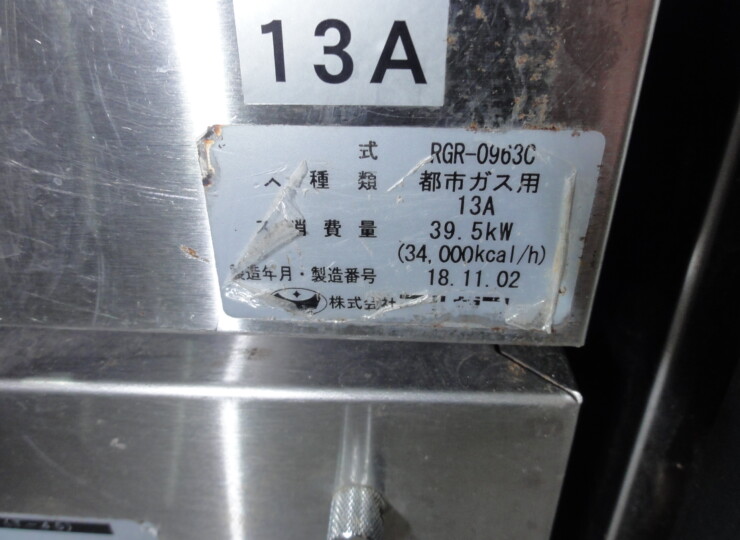 13A
式 RGR-0963C
種類 都市ガス用
13A
消費量 39.5kW
(34,000kcal/h)
製造年月・製造番号 18.11.02
株式会社